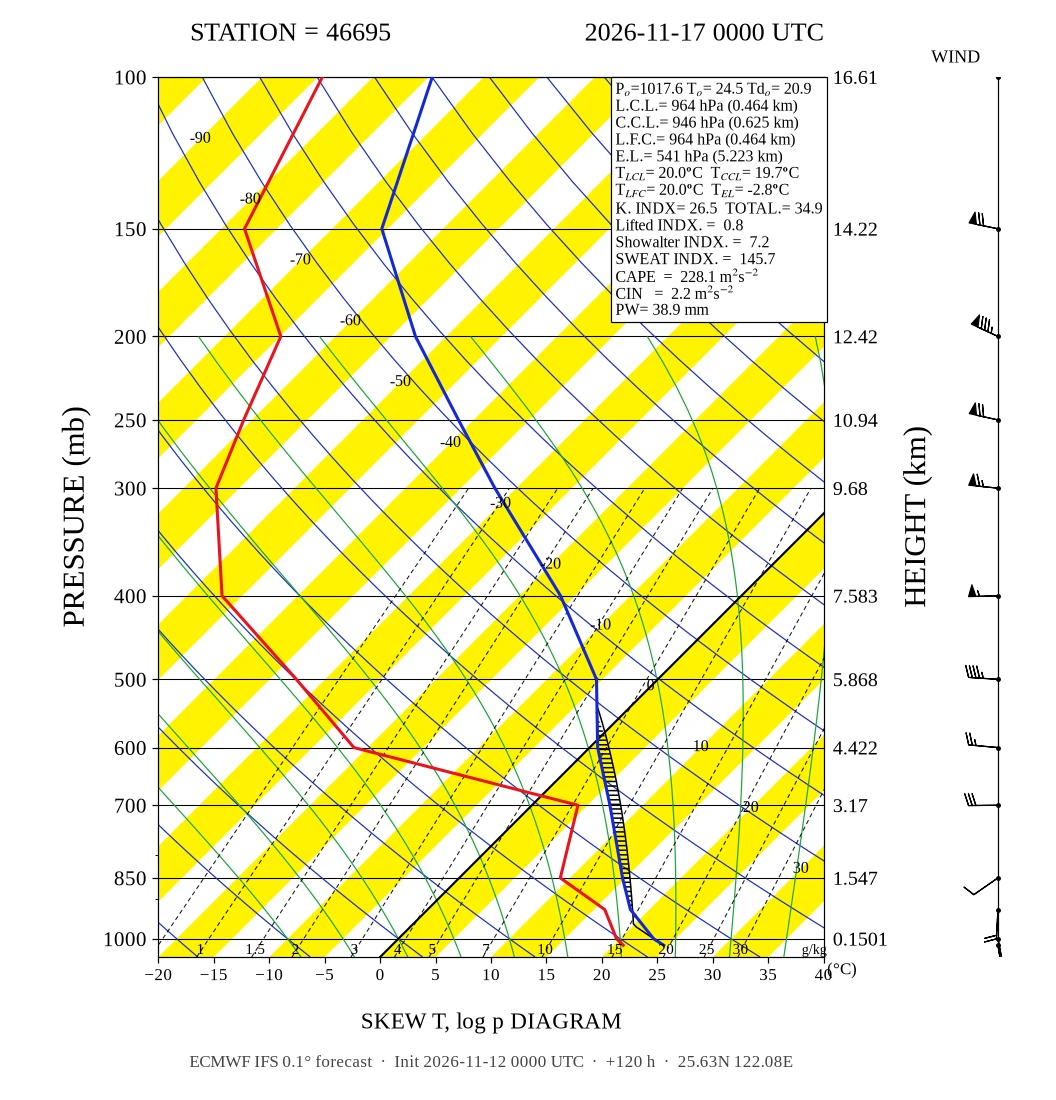 STATION = 46695
2026-11-17 0000 UTC
WIND
P₀=1017.6 T₀= 24.5 Td₀= 20.9
L.C.L.= 964 hPa (0.464 km)
C.C.L.= 946 hPa (0.625 km)
L.F.C.= 964 hPa (0.464 km)
E.L.= 541 hPa (5.223 km)
T_LCL= 20.0°C T_CCL= 19.7°C
T_LFC= 20.0°C T_EL= -2.8°C
K. INDX= 26.5 TOTAL.= 34.9
Lifted INDX. = 0.8
Showalter INDX. = 7.2
SWEAT INDX. = 145.7
CAPE = 228.1 m²s⁻²
CIN = 2.2 m²s⁻²
PW= 38.9 mm
PRESSURE (mb)
100
150
200
250
300
400
500
600
700
850
1000
16.61
14.22
12.42
10.94
9.68
7.583
5.868
4.422
3.17
1.547
0.1501
HEIGHT (km)
-90
-80
-70
-60
-50
-40
-30
-20
-10
0
10
20
30
1 1.5 2 3 4 5 7 10 15 20 25 30 g/kg
−20 −15 −10 −5 0 5 10 15 20 25 30 35 40 (°C)
SKEW T, log p DIAGRAM
ECMWF IFS 0.1° forecast · Init 2026-11-12 0000 UTC · +120 h · 25.63N 122.08E